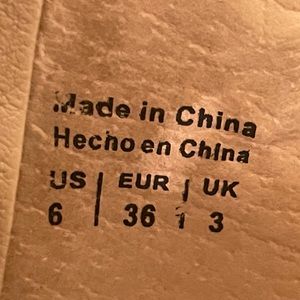 Made in China
Hecho en China
US | EUR | UK
6 | 36 | 3